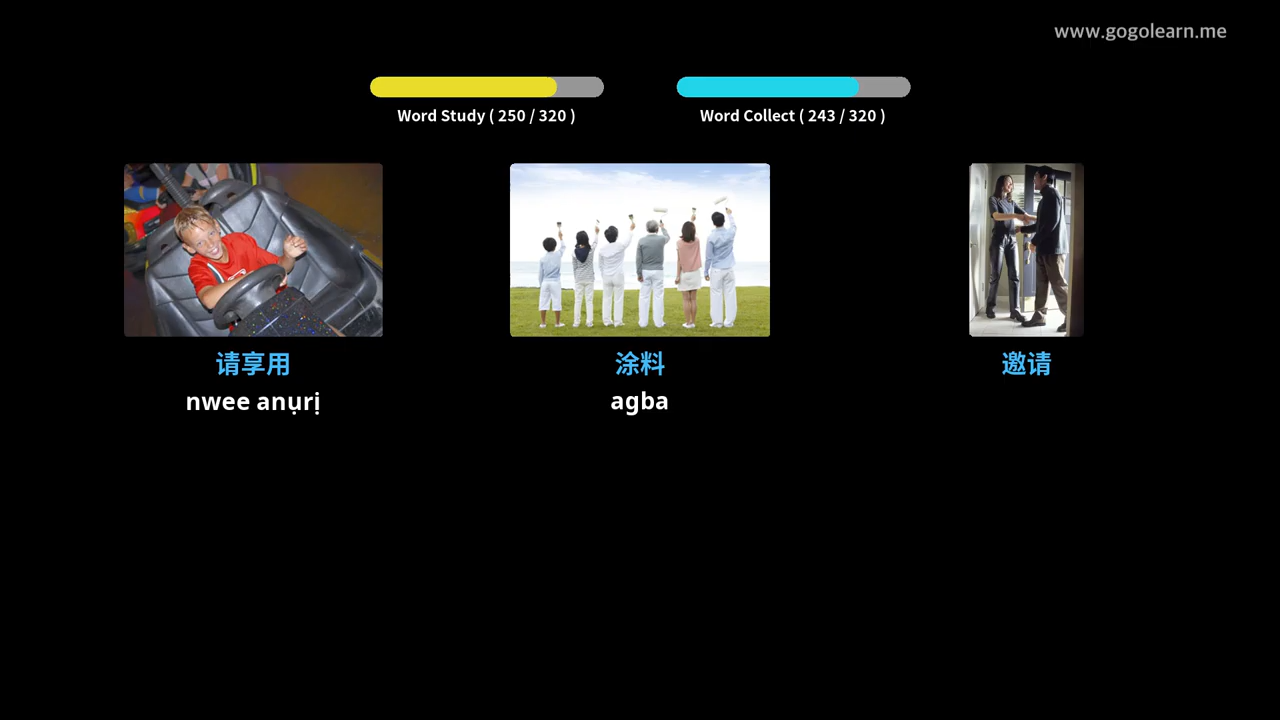 www.gogolearn.me
Word Study ( 250 / 320 )
Word Collect ( 243 / 320 )
请享用
涂料
邀请
nwee anụrị
agba